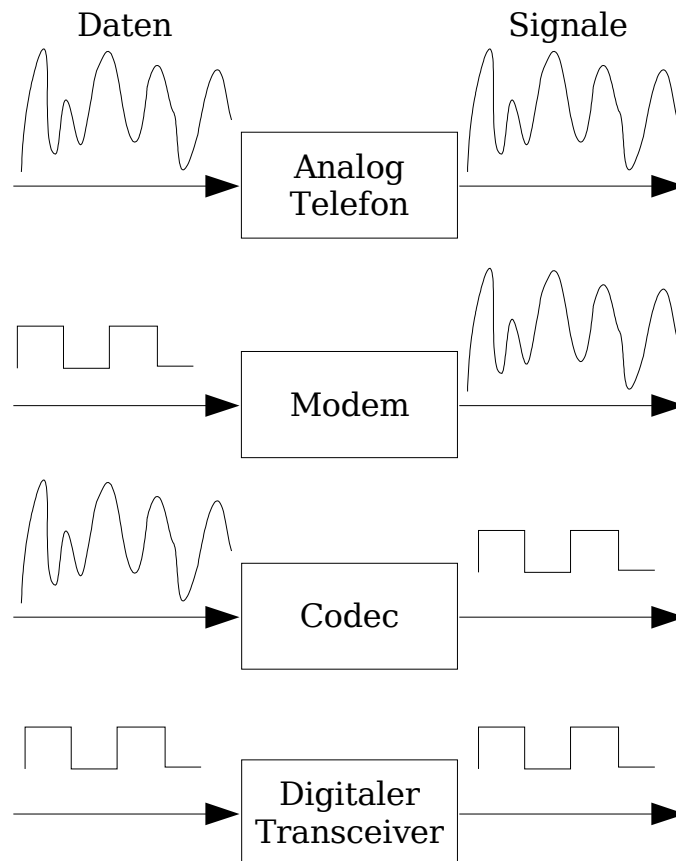 Daten
Signale
Analog
Telefon
Modem
Codec
Digitaler
Transceiver